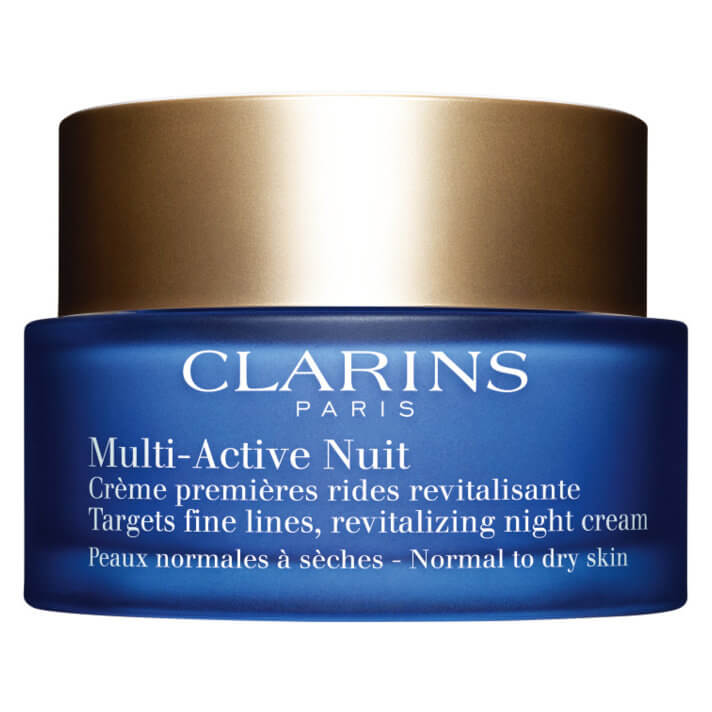 CLARINS
PARIS
Multi-Active Nuit
Crème premières rides revitalisante
Targets fine lines, revitalizing night cream
Peaux normales à sèches - Normal to dry skin